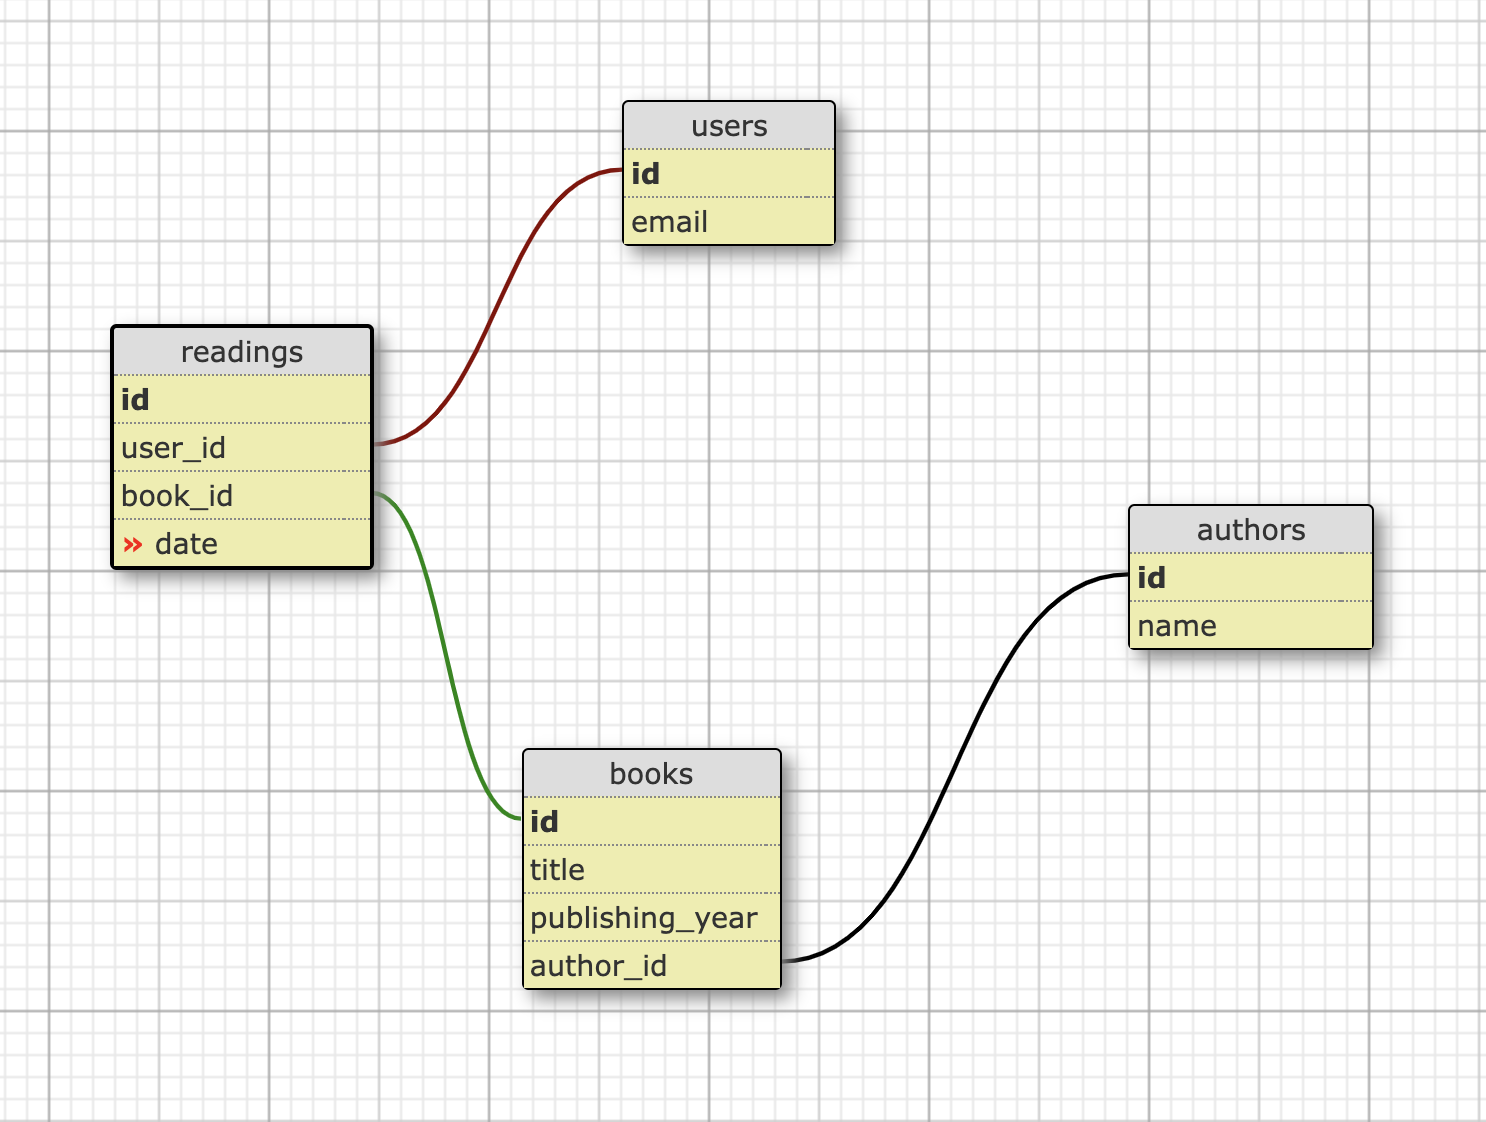 users
id
email
readings
id
user_id
book_id
» date
authors
id
name
books
id
title
publishing_year
author_id